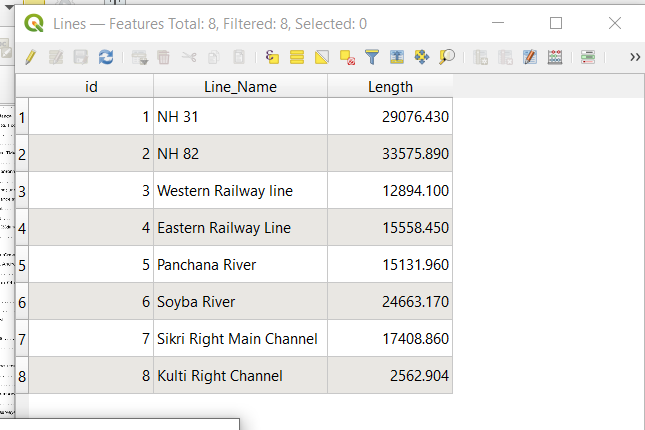 Lines — Features Total: 8, Filtered: 8, Selected: 0
id Line_Name Length
1 1 NH 31 29076.430
2 2 NH 82 33575.890
3 3 Western Railway line 12894.100
4 4 Eastern Railway Line 15558.450
5 5 Panchana River 15131.960
6 6 Soyba River 24663.170
7 7 Sikri Right Main Channel 17408.860
8 8 Kulti Right Channel 2562.904